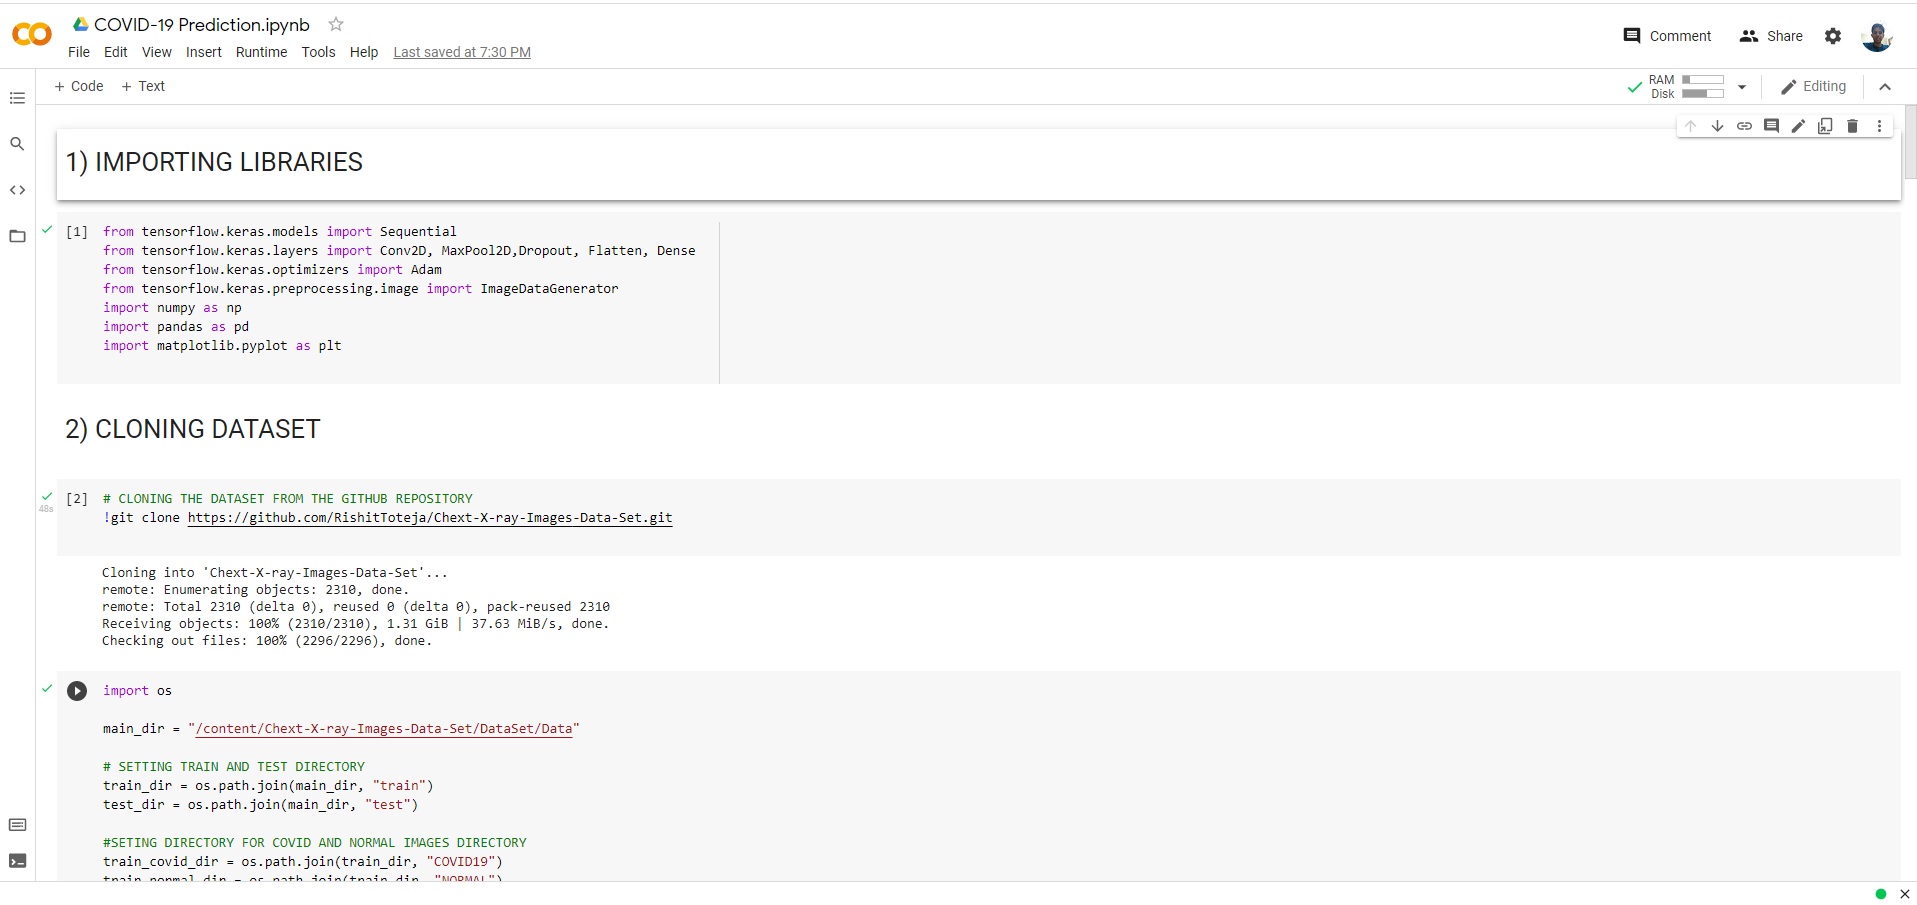 COVID-19 Prediction.ipynb
File Edit View Insert Runtime Tools Help Last saved at 7:30 PM
Comment Share
+ Code + Text
RAM
Disk
Editing
1) IMPORTING LIBRARIES
[1] from tensorflow.keras.models import Sequential
from tensorflow.keras.layers import Conv2D, MaxPool2D,Dropout, Flatten, Dense
from tensorflow.keras.optimizers import Adam
from tensorflow.keras.preprocessing.image import ImageDataGenerator
import numpy as np
import pandas as pd
import matplotlib.pyplot as plt
2) CLONING DATASET
48s
[2] # CLONING THE DATASET FROM THE GITHUB REPOSITORY
!git clone https://github.com/RishitToteja/Chext-X-ray-Images-Data-Set.git
Cloning into 'Chext-X-ray-Images-Data-Set'...
remote: Enumerating objects: 2310, done.
remote: Total 2310 (delta 0), reused 0 (delta 0), pack-reused 2310
Receiving objects: 100% (2310/2310), 1.31 GiB | 37.63 MiB/s, done.
Checking out files: 100% (2296/2296), done.
import os
main_dir = "/content/Chext-X-ray-Images-Data-Set/DataSet/Data"
# SETTING TRAIN AND TEST DIRECTORY
train_dir = os.path.join(main_dir, "train")
test_dir = os.path.join(main_dir, "test")
#SETING DIRECTORY FOR COVID AND NORMAL IMAGES DIRECTORY
train_covid_dir = os.path.join(train_dir, "COVID19")
train_normal_dir = os.path.join(train_dir, "NORMAL")